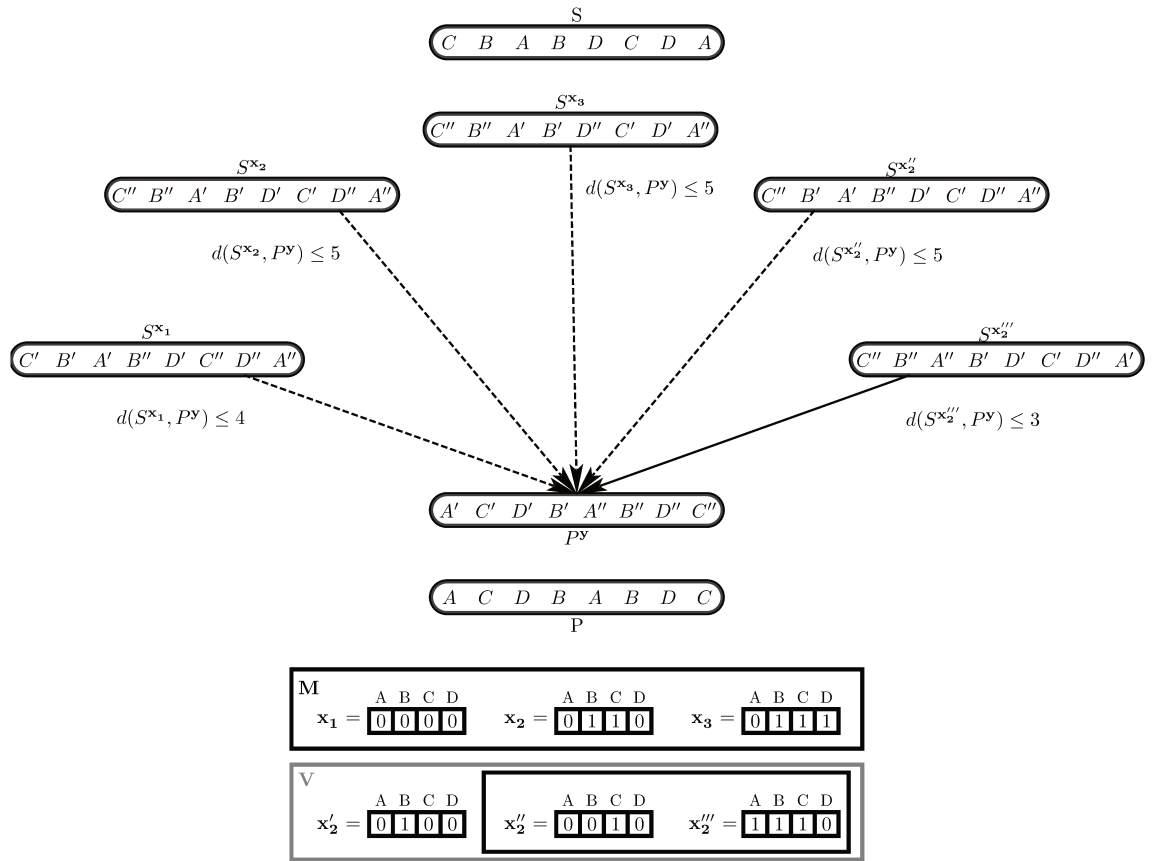 S
C B A B D C D A
S^x₃
C″ B″ A′ B′ D″ C′ D′ A″
d(S^x₃, P^y) ≤ 5
S^x₂
C″ B″ A′ B′ D′ C′ D″ A″
d(S^x₂, P^y) ≤ 5
S^x₂″
C″ B′ A′ B″ D′ C′ D″ A″
d(S^x₂″, P^y) ≤ 5
S^x₁
C′ B′ A′ B″ D′ C″ D″ A″
d(S^x₁, P^y) ≤ 4
S^x₂‴
C″ B″ A″ B′ D′ C′ D″ A′
d(S^x₂‴, P^y) ≤ 3
A′ C′ D′ B′ A″ B″ D″ C″
P^y
A C D B A B D C
P
M
A B C D A B C D A B C D
x₁ = 0 0 0 0 x₂ = 0 1 1 0 x₃ = 0 1 1 1
V
A B C D A B C D A B C D
x₂′ = 0 1 0 0 x₂″ = 0 0 1 0 x₂‴ = 1 1 1 0